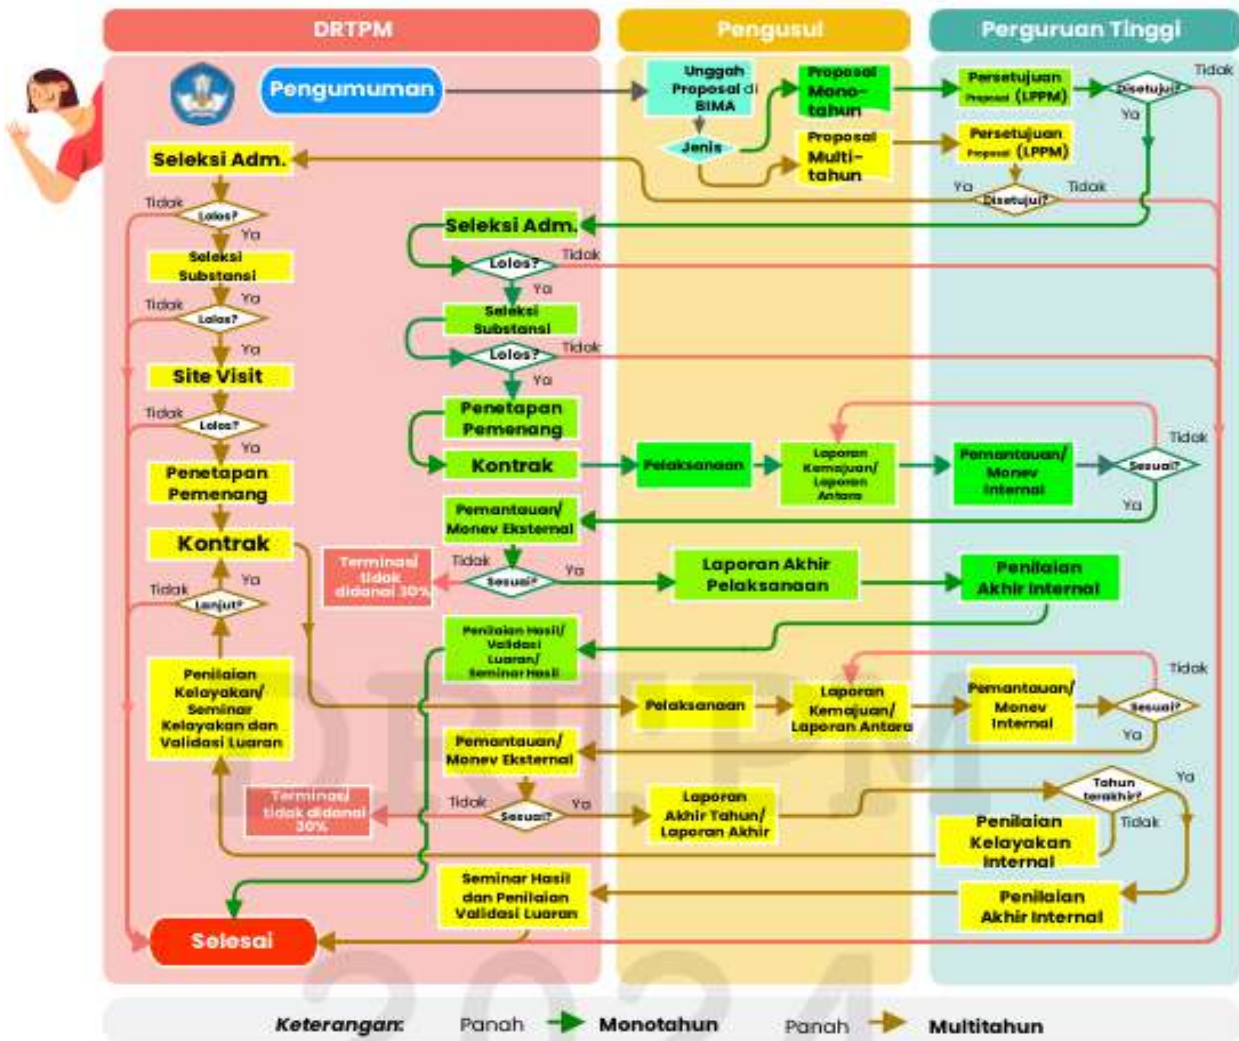 DRTPM
Pengusul
Perguruan Tinggi
Pengumuman
Unggah
Proposal di
BIMA
Jenis
Proposal
Mono-
tahun
Persetujuan
Proposal (LPPM)
Disetujui?
Tidak
Ya
Proposal
Multi-
tahun
Persetujuan
Proposal (LPPM)
Disetujui?
Ya
Tidak
Seleksi Adm.
Lolos?
Tidak
Ya
Seleksi
Substansi
Lolos?
Tidak
Ya
Ya
Site Visit
Lolos?
Tidak
Ya
Penetapan
Pemenang
Kontrak
Ya
Lanjut?
Tidak
Penilaian
Kelayakan/
Seminar
Kelayakan dan
Validasi Luaran
Seleksi Adm.
Lolos?
Tidak
Ya
Seleksi
Substansi
Lolos?
Tidak
Ya
Penetapan
Pemenang
Kontrak
Pelaksanaan
Laporan
Kemajuan/
Laporan
Antara
Pemantauan/
Monev
Internal
Sesuai?
Tidak
Ya
Pemantauan/
Monev Eksternal
Sesuai?
Tidak
Ya
Terminasi
tidak
didanai 30%
Laporan Akhir
Pelaksanaan
Penilaian
Akhir Internal
Penilaian Hasil/
Validasi
Luaran/
Seminar Hasil
Pelaksanaan
Laporan
Kemajuan/
Laporan Antara
Pemantauan/
Monev
Internal
Sesuai?
Tidak
Ya
Pemantauan/
Monev Eksternal
Sesuai?
Tidak
Ya
Terminasi
tidak didanai
30%
Laporan
Akhir Tahun/
Laporan Akhir
Tahun
terakhir?
Ya
Tidak
Penilaian
Kelayakan
Internal
Penilaian
Akhir Internal
Seminar Hasil
dan Penilaian
Validasi Luaran
Selesai
DRTPM
2024
Keterangan: Panah Monotahun Panah Multitahun